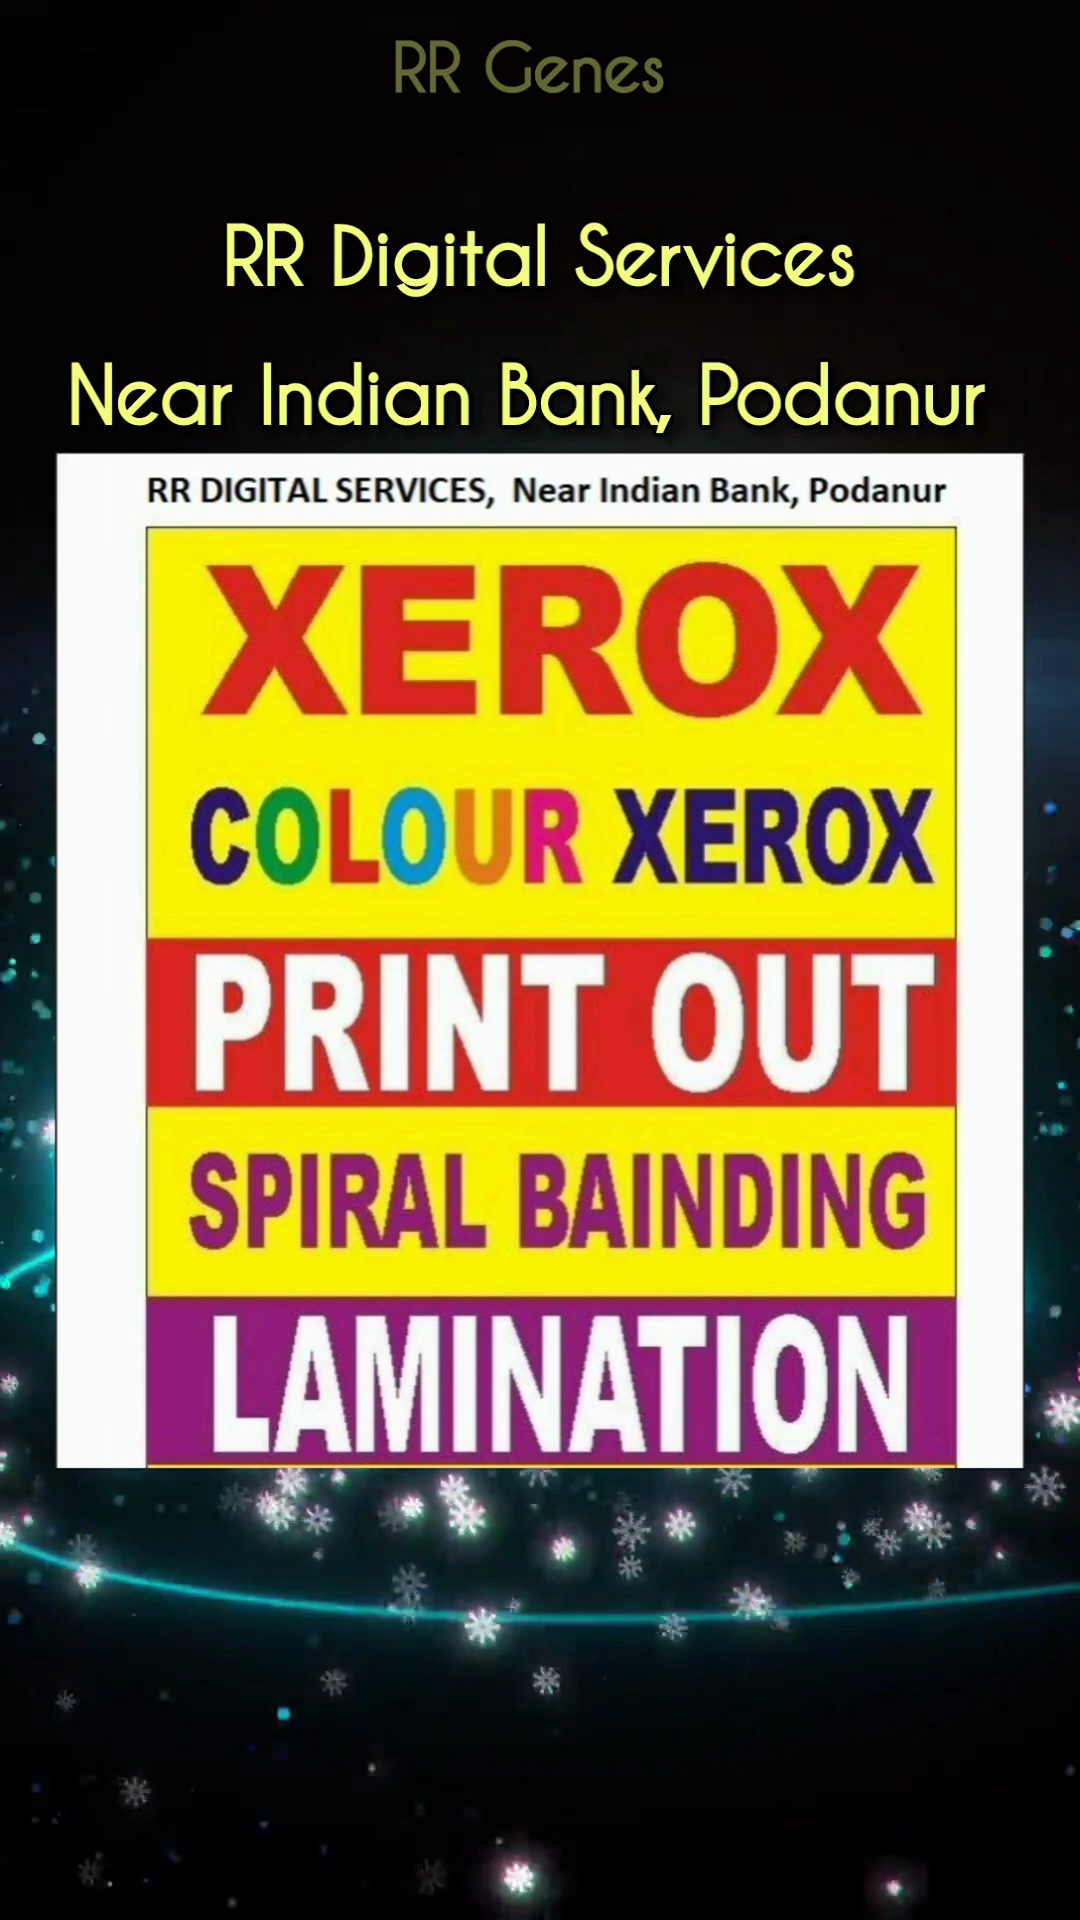 RR Genes
RR Digital Services
Near Indian Bank, Podanur
RR DIGITAL SERVICES, Near Indian Bank, Podanur
XEROX
COLOUR XEROX
PRINT OUT
SPIRAL BAINDING
LAMINATION